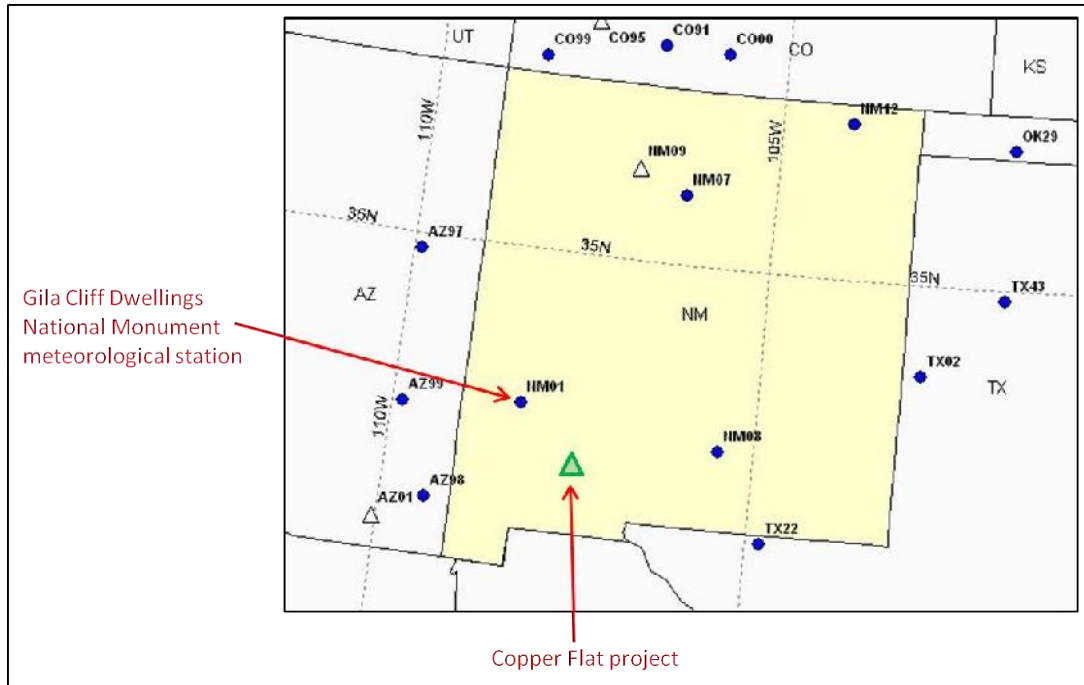 UT
CO99
CO95
CO91
CO00
CO
KS
110W
NM12
105W
OK29
NM09
NM07
35N
AZ97
35N
35N
TX43
Gila Cliff Dwellings
National Monument
meteorological station
AZ
NM
TX02
TX
AZ99
NM01
110W
NM08
AZ98
AZ01
TX22
Copper Flat project